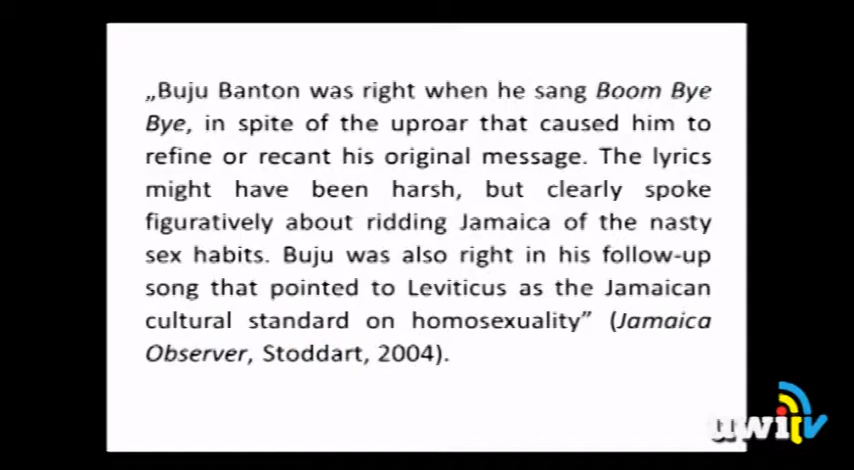 „Buju Banton was right when he sang Boom Bye
Bye, in spite of the uproar that caused him to
refine or recant his original message. The lyrics
might have been harsh, but clearly spoke
figuratively about ridding Jamaica of the nasty
sex habits. Buju was also right in his follow-up
song that pointed to Leviticus as the Jamaican
cultural standard on homosexuality” (Jamaica
Observer, Stoddart, 2004).
uwitv